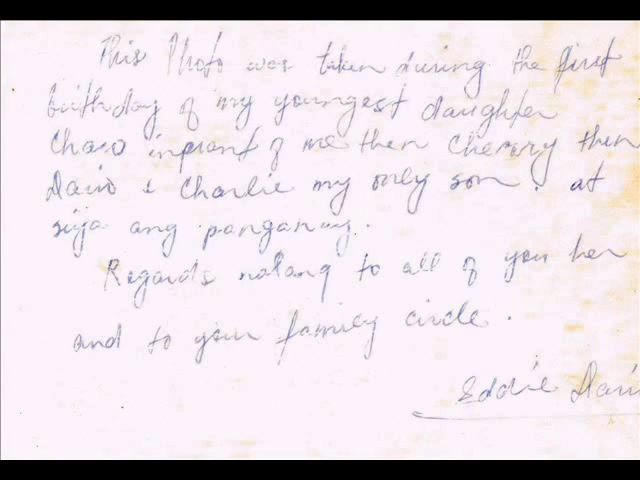 This Photo was taken during the first
birthday of my youngest daughter
infront of me then Cherry then
& Charlie my only son. at
siya ang panganay.
Regards nalang to all of you her
and to your family circle.
Eddie